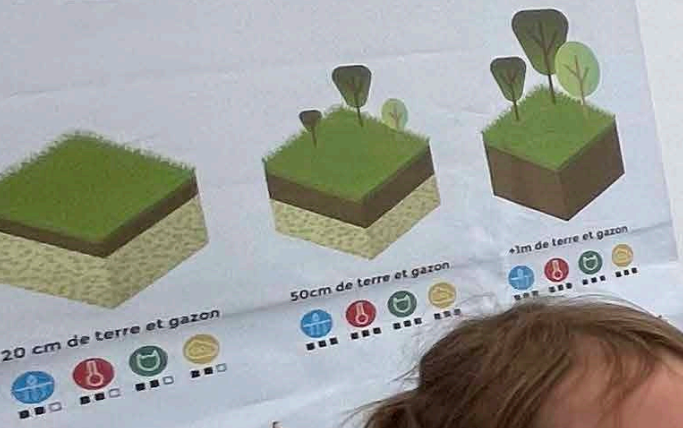 20 cm de terre et gazon
50cm de terre et gazon
+1m de terre et gazon